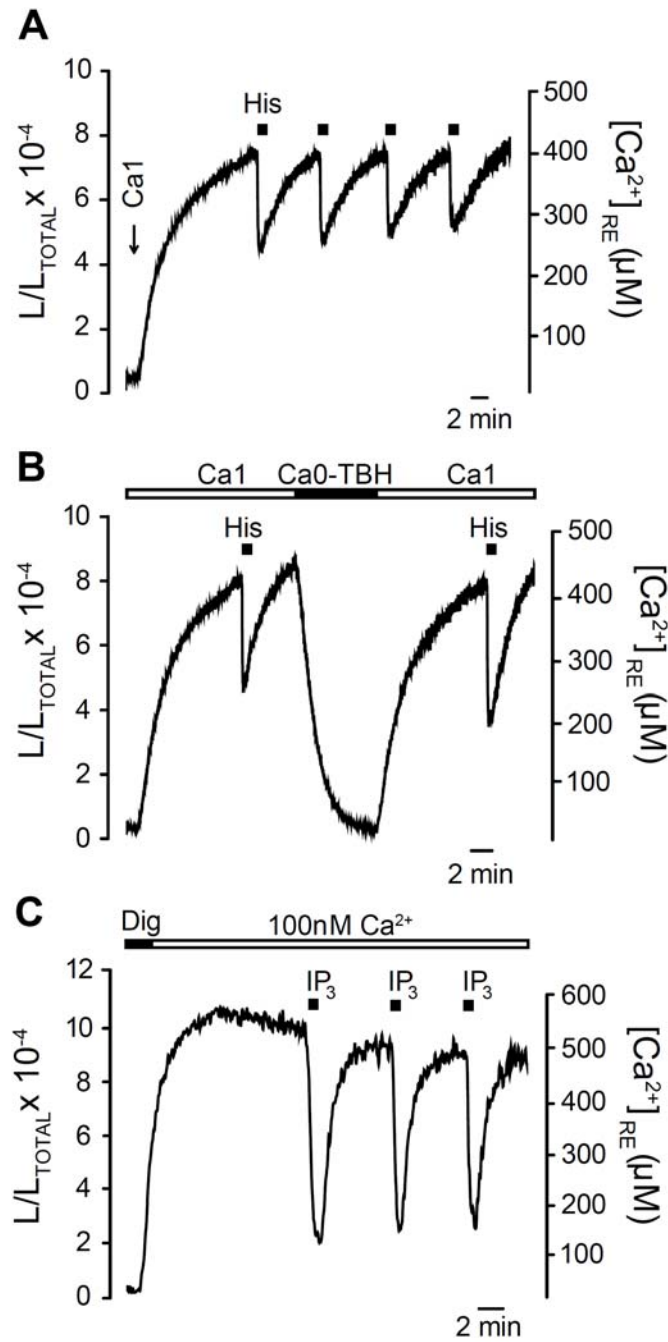 A
10
8
6
4
2
0
L/L_TOTAL x 10⁻⁴
Ca1
His
500
400
300
200
100
[Ca²⁺]_RE (µM)
2 min
B
Ca1 Ca0-TBH Ca1
10
8
6
4
2
0
L/L_TOTAL x 10⁻⁴
His His
500
400
300
200
100
[Ca²⁺]_RE (µM)
2 min
C
Dig 100nM Ca²⁺
12
10
8
6
4
2
0
L/L_TOTAL x 10⁻⁴
IP₃ IP₃ IP₃
600
500
400
300
200
100
[Ca²⁺]_RE (µM)
2 min